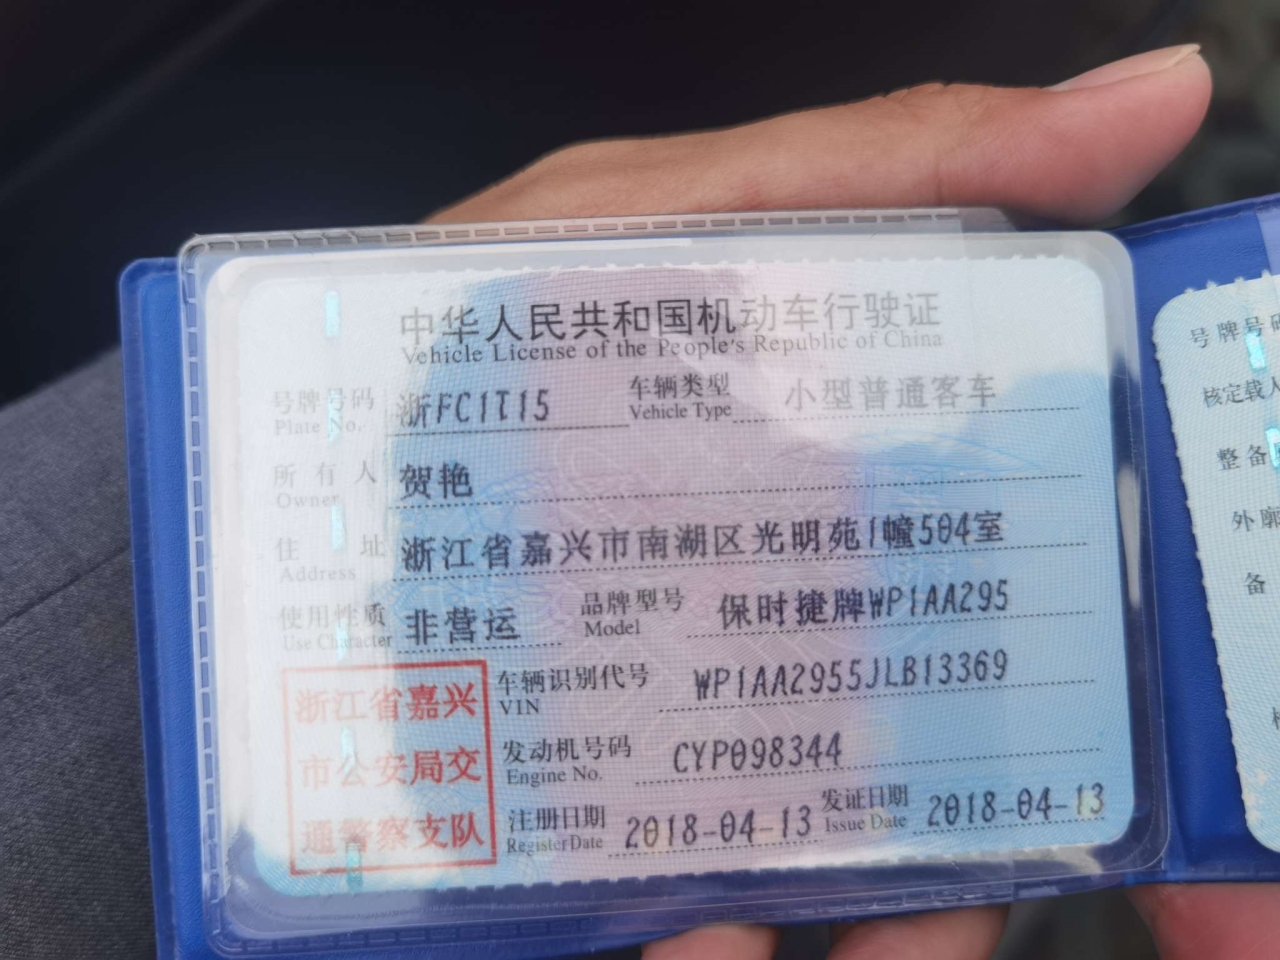 中华人民共和国机动车行驶证
Vehicle License of the People's Republic of China
号牌号码 浙FC1T15 车辆类型 小型普通客车
Plate No. Vehicle Type
所有人 贺艳
Owner
住址 浙江省嘉兴市南湖区光明苑1幢504室
Address
使用性质 非营运 品牌型号 保时捷牌WP1AA295
Use Character Model
浙江省嘉兴
市公安局交
通警察支队
车辆识别代号 WP1AA2955JLB13369
VIN
发动机号码 CYP098344
Engine No.
注册日期 2018-04-13 发证日期 2018-04-13
Register Date Issue Date
号牌号码
核定载人
整备
外廓
备